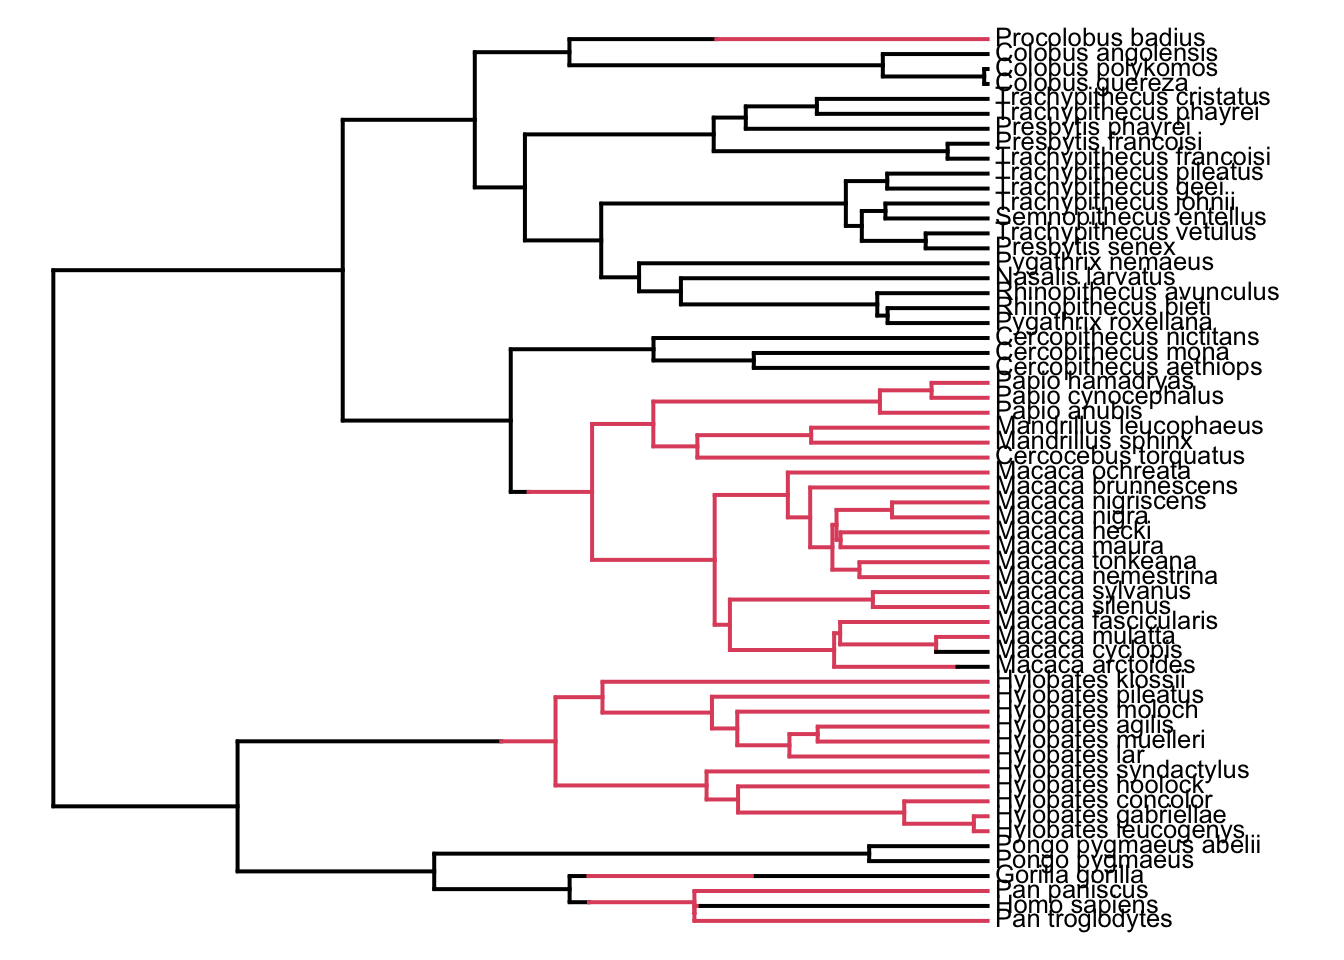 Procolobus badius
Colobus angolensis
Colobus polykomos
Colobus guereza
Trachypithecus cristatus
Trachypithecus phayrei
Presbytis phayrei
Presbytis francoisi
Trachypithecus francoisi
Trachypithecus pileatus
Trachypithecus geei
Trachypithecus johnii
Semnopithecus entellus
Trachypithecus vetulus
Presbytis senex
Pygathrix nemaeus
Nasalis larvatus
Rhinopithecus avunculus
Rhinopithecus bieti
Pygathrix roxellana
Cercopithecus nictitans
Cercopithecus mona
Cercopithecus aethiops
Papio hamadryas
Papio cynocephalus
Papio anubis
Mandrillus leucophaeus
Mandrillus sphinx
Cercocebus torquatus
Macaca ochreata
Macaca brunnescens
Macaca nigriscens
Macaca nigra
Macaca hecki
Macaca maura
Macaca tonkeana
Macaca nemestrina
Macaca sylvanus
Macaca silenus
Macaca fascicularis
Macaca mulatta
Macaca cyclopis
Macaca arctoides
Hylobates klossii
Hylobates pileatus
Hylobates moloch
Hylobates agilis
Hylobates muelleri
Hylobates lar
Hylobates syndactylus
Hylobates hoolock
Hylobates concolor
Hylobates gabriellae
Hylobates leucogenys
Pongo pygmaeus abelii
Pongo pygmaeus
Gorilla gorilla
Pan paniscus
Homo sapiens
Pan troglodytes